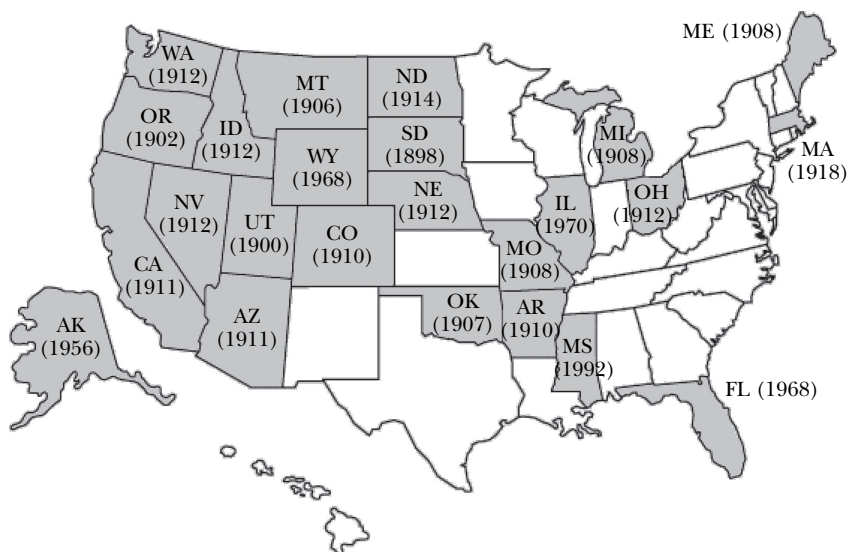 ME (1908)
WA
(1912)
MT
(1906)
ND
(1914)
OR
(1902)
ID
(1912)
SD
(1898)
MI
(1908)
MA
(1918)
WY
(1968)
NE
(1912)
NV
(1912)
UT
(1900)
CO
(1910)
IL
(1970)
OH
(1912)
MO
(1908)
CA
(1911)
AZ
(1911)
OK
(1907)
AR
(1910)
AK
(1956)
MS
(1992)
FL (1968)